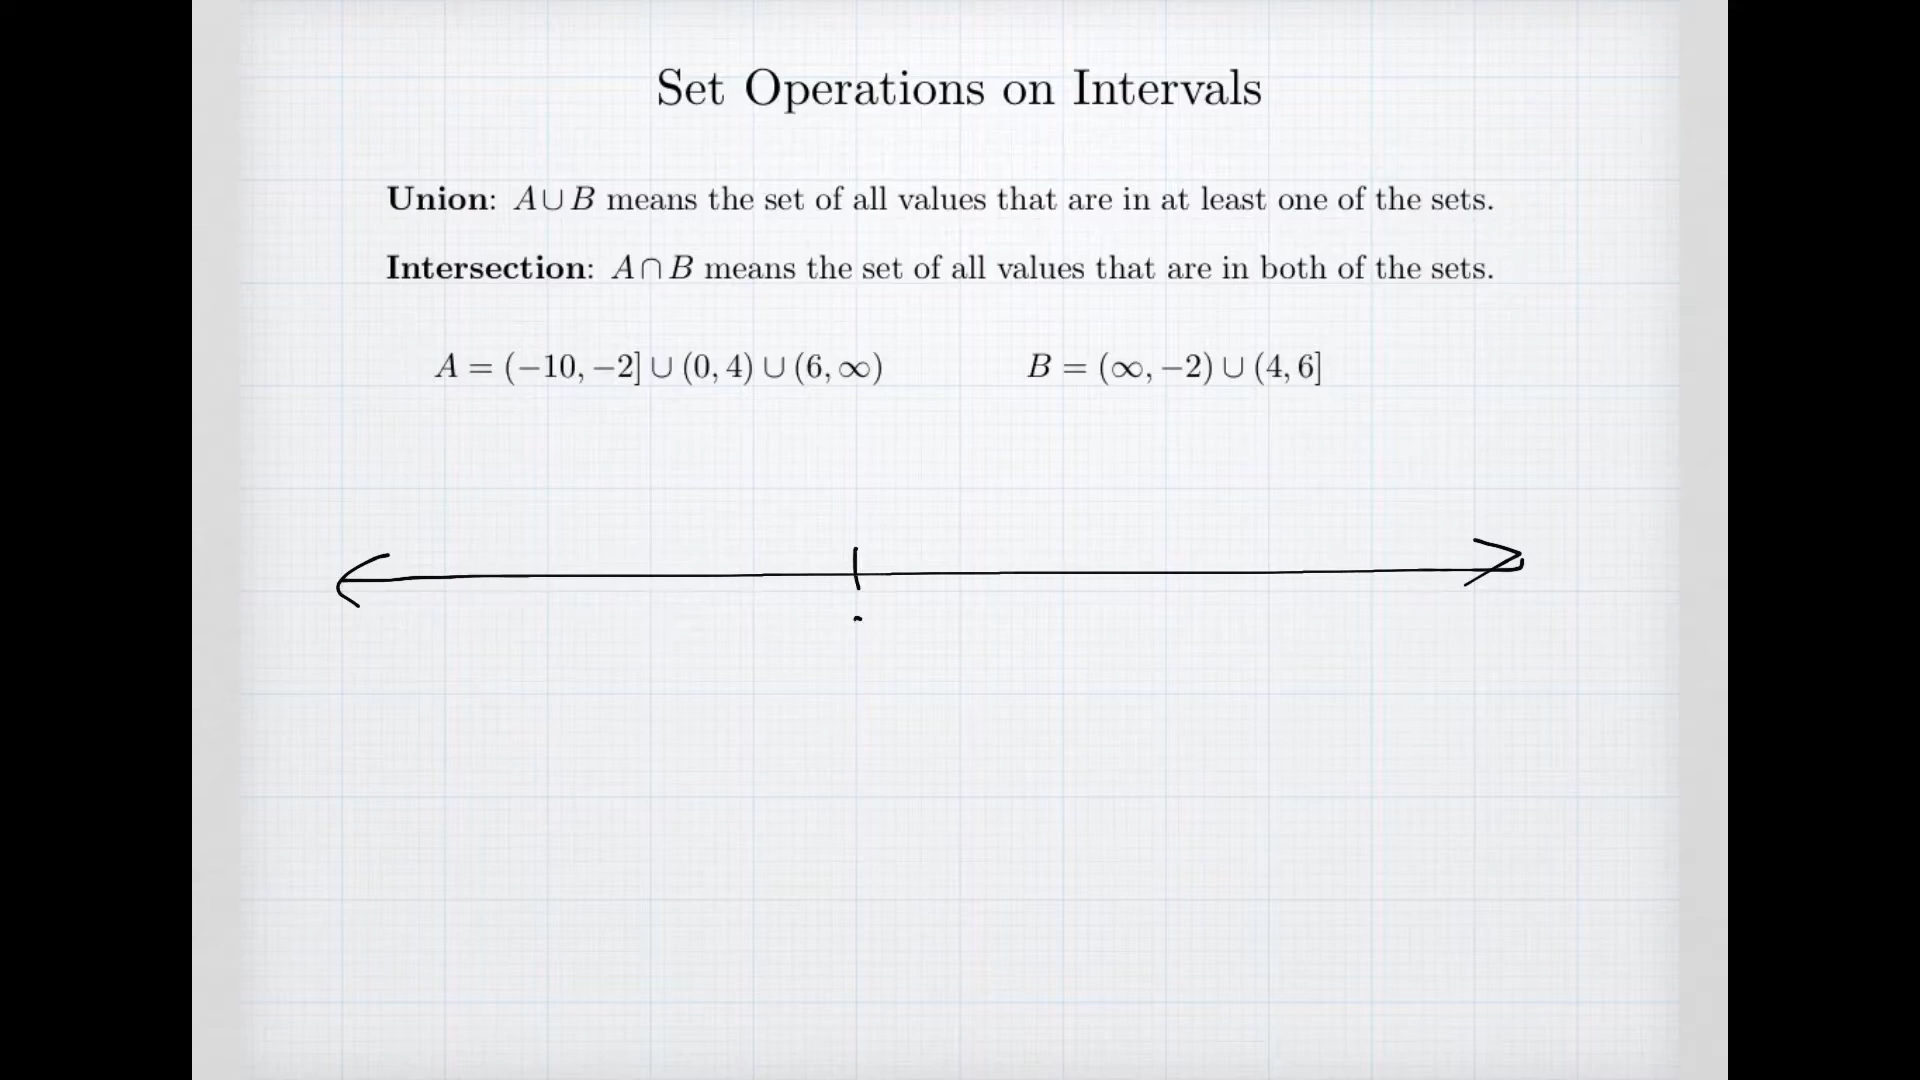 Set Operations on Intervals
Union: A ∪ B means the set of all values that are in at least one of the sets.
Intersection: A ∩ B means the set of all values that are in both of the sets.
A = (−10, −2] ∪ (0, 4) ∪ (6, ∞)
B = (∞, −2) ∪ (4, 6]